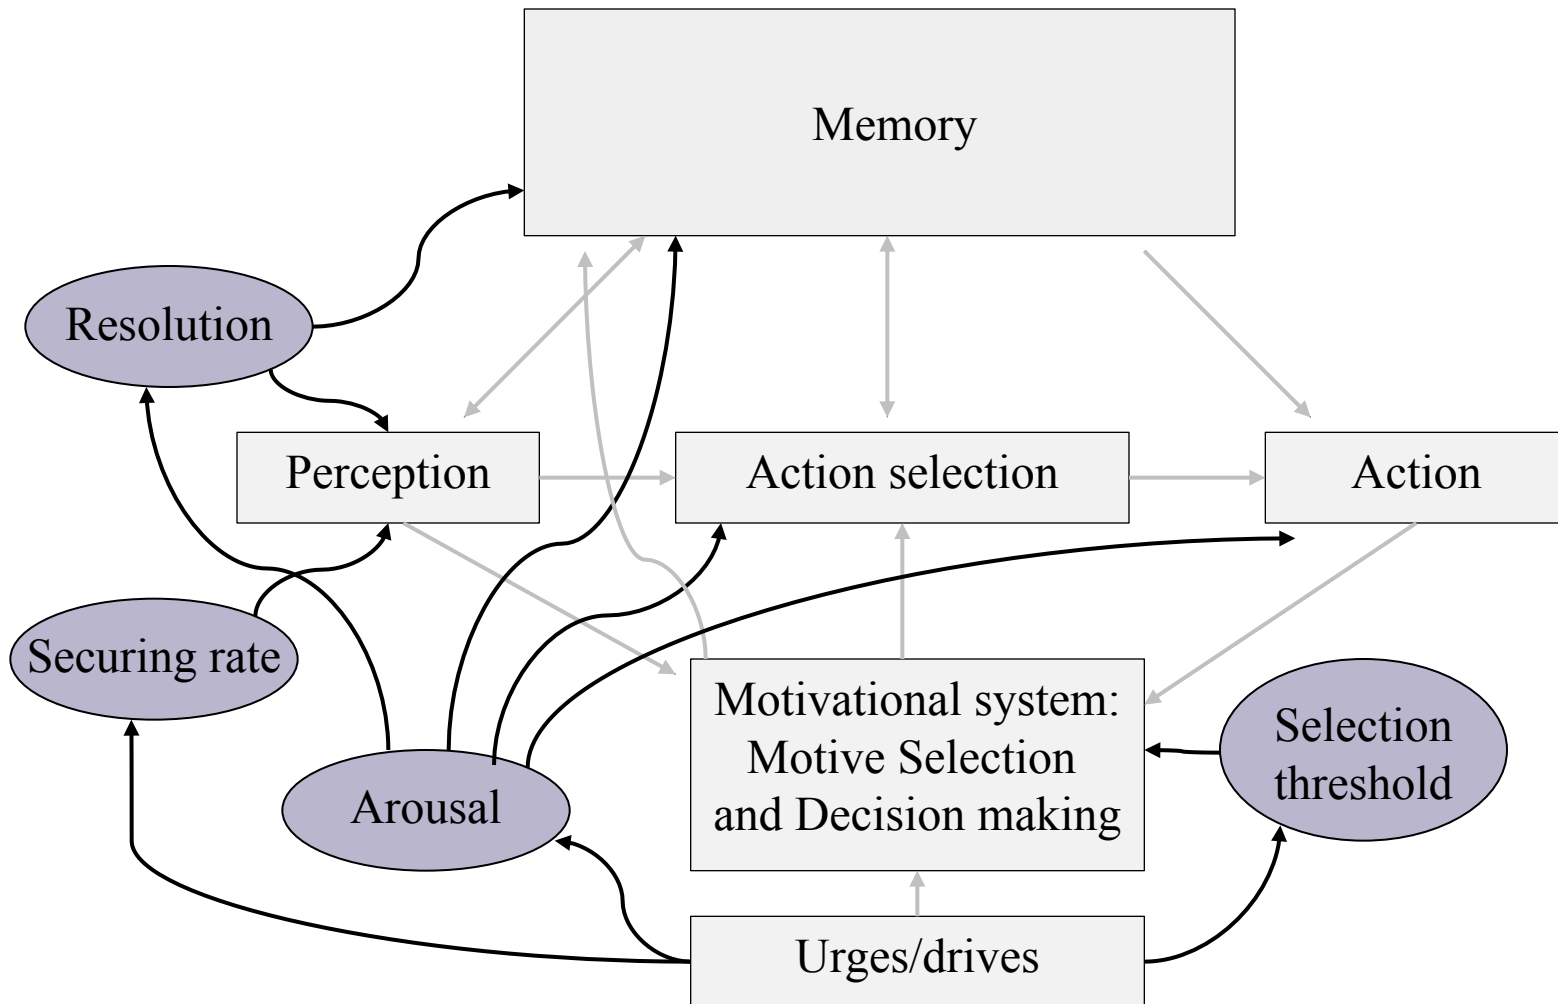 Memory
Resolution
Perception
Action selection
Action
Securing rate
Motivational system:
Motive Selection
and Decision making
Selection
threshold
Arousal
Urges/drives